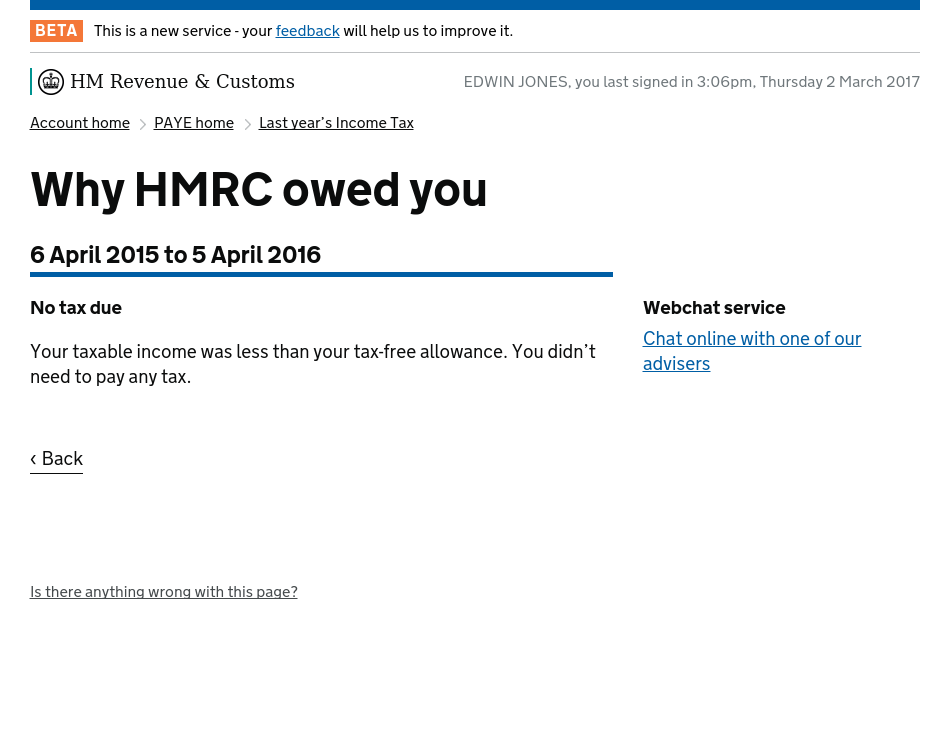 BETA This is a new service - your feedback will help us to improve it.
HM Revenue & Customs EDWIN JONES, you last signed in 3:06pm, Thursday 2 March 2017
Account home PAYE home Last year's Income Tax
Why HMRC owed you
6 April 2015 to 5 April 2016
No tax due
Your taxable income was less than your tax-free allowance. You didn't
need to pay any tax.
Webchat service
Chat online with one of our
advisers
‹ Back
Is there anything wrong with this page?